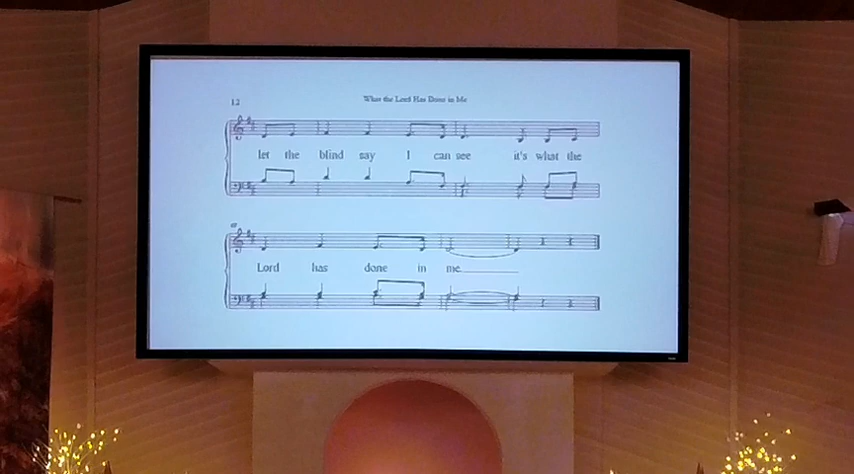 12
What the Lord Has Done in Me
let the blind say I can see it's what the
Lord has done in me